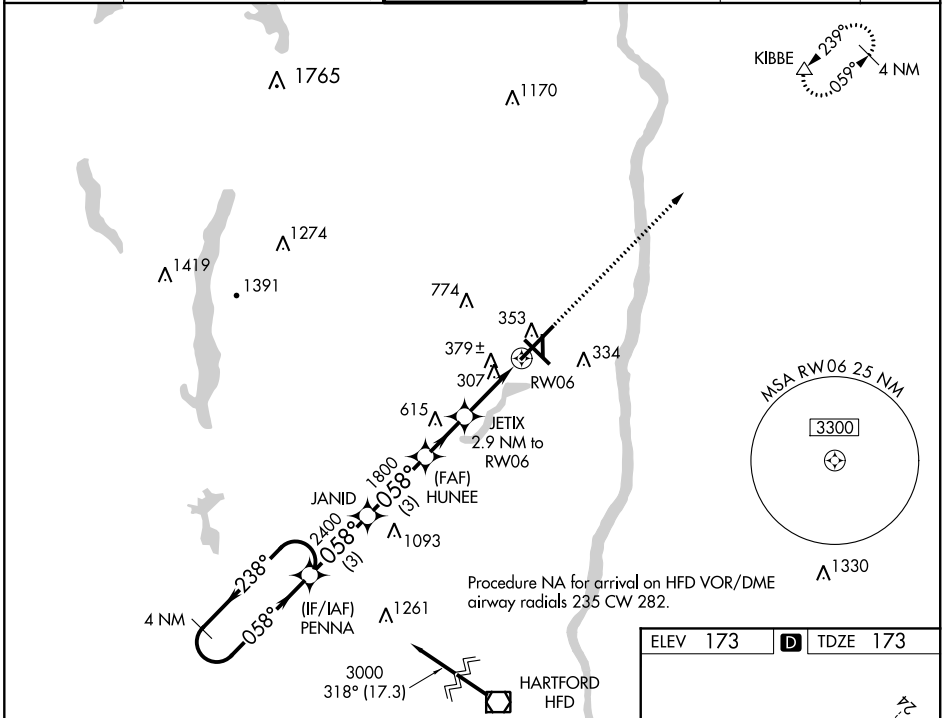 1765
1170
KIBBE
239°
059°
4 NM
1274
1419
1391
774
353
379±
334
307
RW06
MSA RW06 25 NM
3300
615
JETIX
2.9 NM to
RW06
1800
058°
(3)
(FAF)
HUNEE
JANID
2400
058°
(3)
1093
1330
238°
058°
4 NM
(IF/IAF)
PENNA
1261
Procedure NA for arrival on HFD VOR/DME
airway radials 235 CW 282.
3000
318° (17.3)
HARTFORD
HFD
ELEV 173 D TDZE 173
24